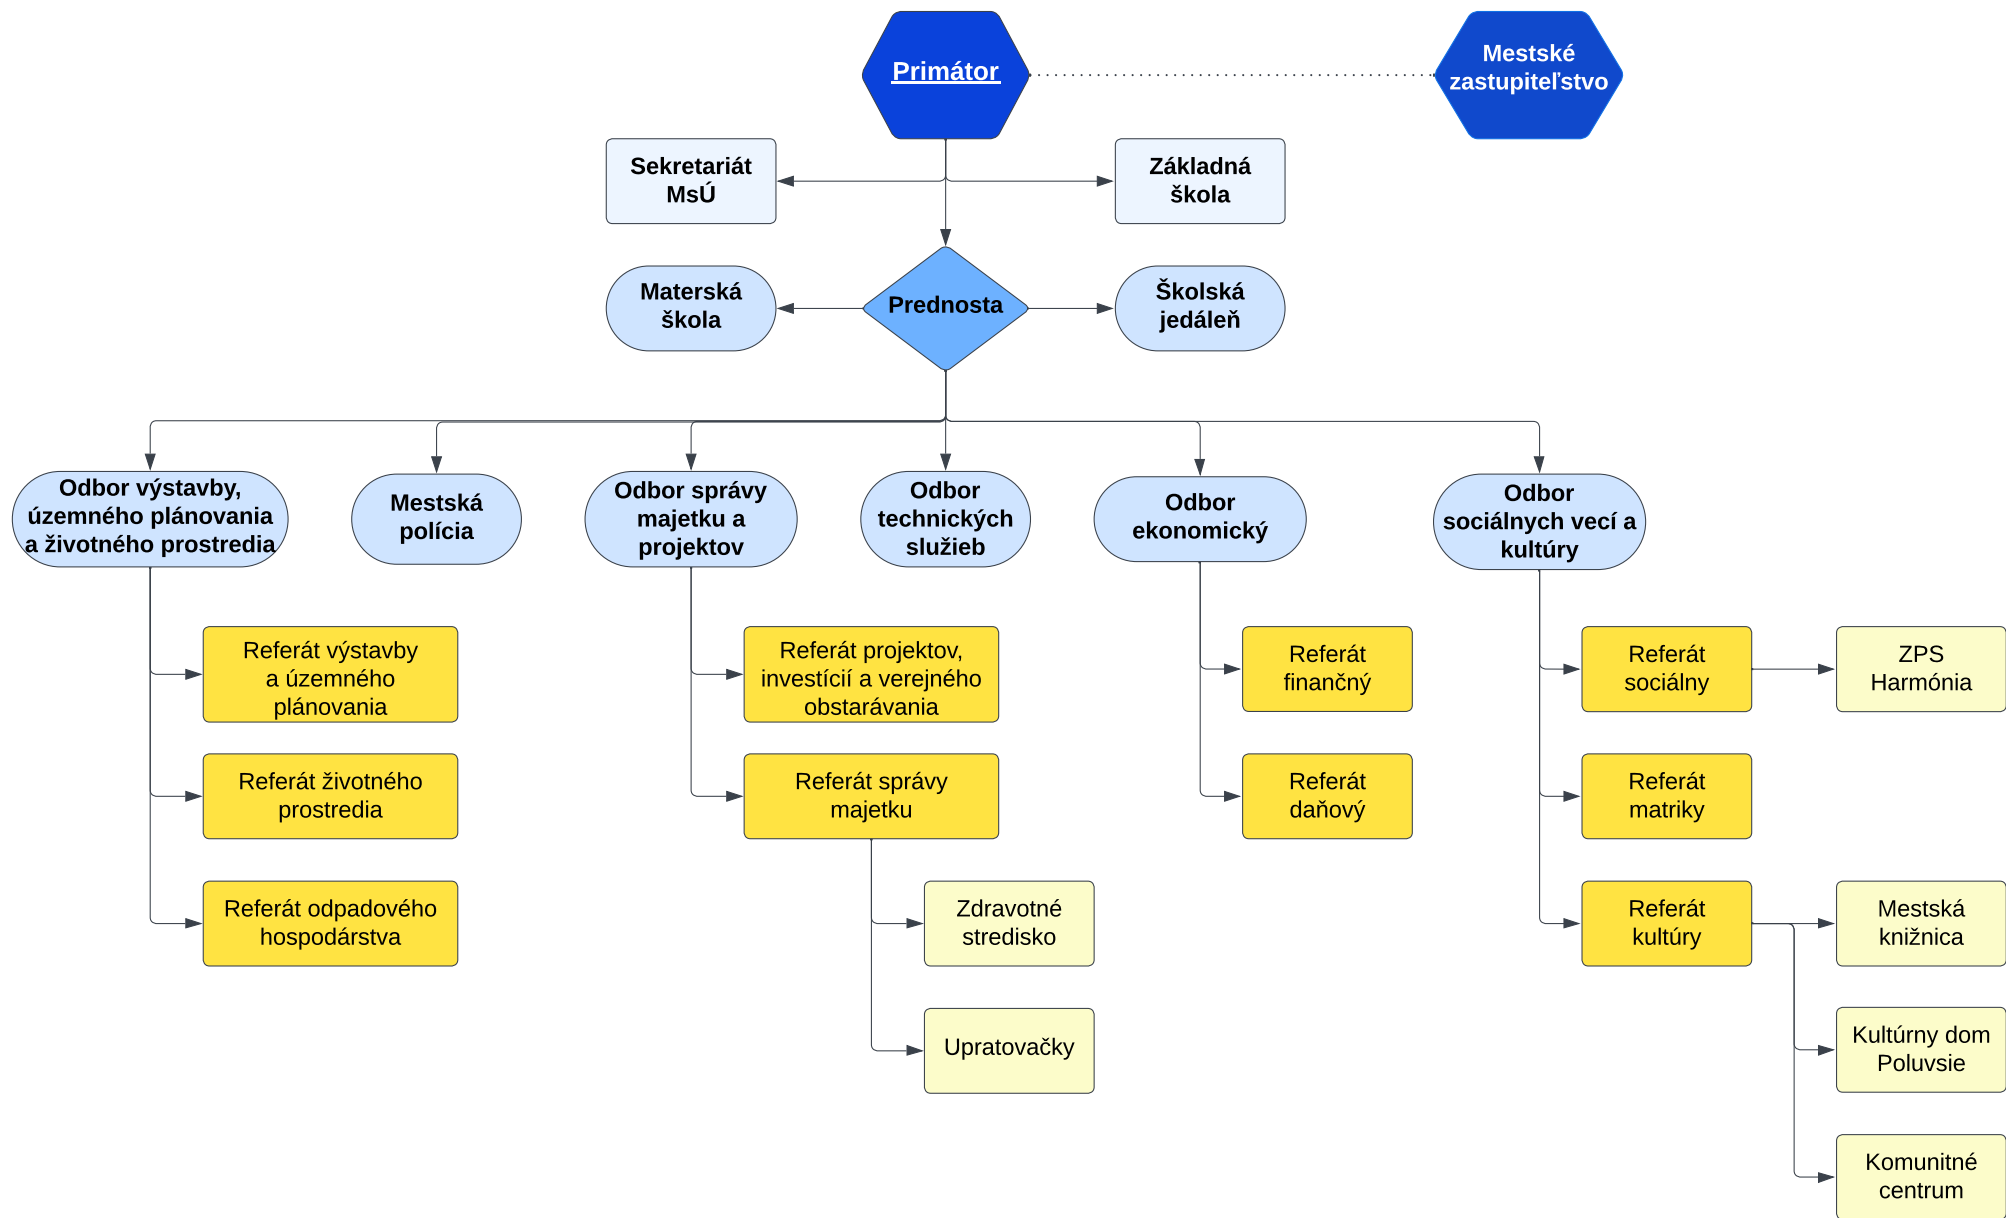 Primátor
Mestské
zastupiteľstvo
Sekretariát
MsÚ
Základná
škola
Materská
škola
Prednosta
Školská
jedáleň
Odbor výstavby,
územného plánovania
a životného prostredia
Mestská
polícia
Odbor správy
majetku a
projektov
Odbor
technických
služieb
Odbor
ekonomický
Odbor
sociálnych vecí a
kultúry
Referát výstavby
a územného
plánovania
Referát projektov,
investícií a verejného
obstarávania
Referát
finančný
Referát
sociálny
ZPS
Harmónia
Referát životného
prostredia
Referát správy
majetku
Referát
daňový
Referát
matriky
Referát odpadového
hospodárstva
Zdravotné
stredisko
Referát
kultúry
Mestská
knižnica
Upratovačky
Kultúrny dom
Poluvsie
Komunitné
centrum